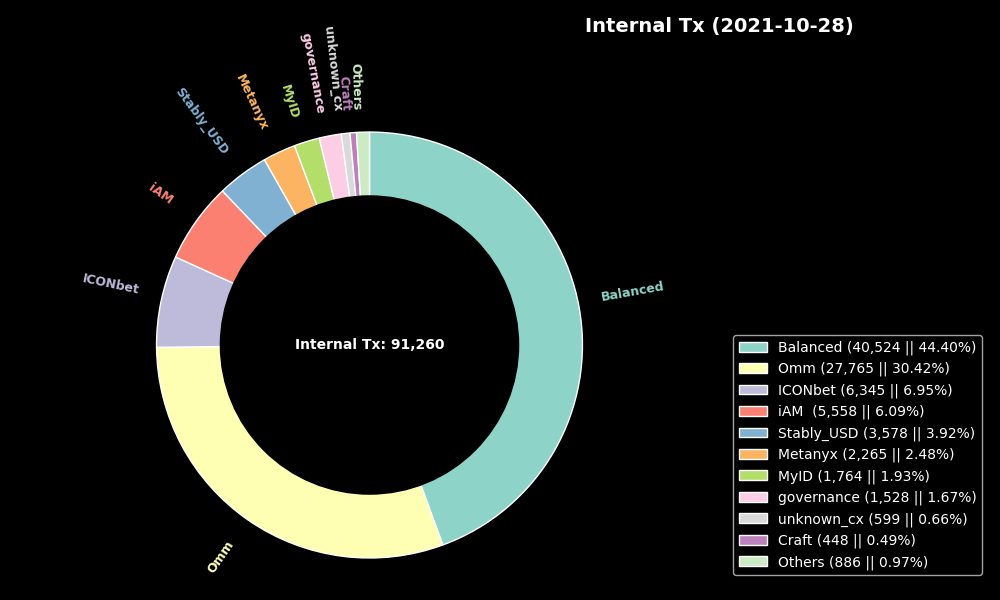 Internal Tx (2021-10-28)
Others
unknown_cx
Craft
governance
MyID
Metanyx
Stably_USD
iAM
ICONbet
Balanced
Omm
Internal Tx: 91,260
Balanced (40,524 || 44.40%)
Omm (27,765 || 30.42%)
ICONbet (6,345 || 6.95%)
iAM  (5,558 || 6.09%)
Stably_USD (3,578 || 3.92%)
Metanyx (2,265 || 2.48%)
MyID (1,764 || 1.93%)
governance (1,528 || 1.67%)
unknown_cx (599 || 0.66%)
Craft (448 || 0.49%)
Others (886 || 0.97%)